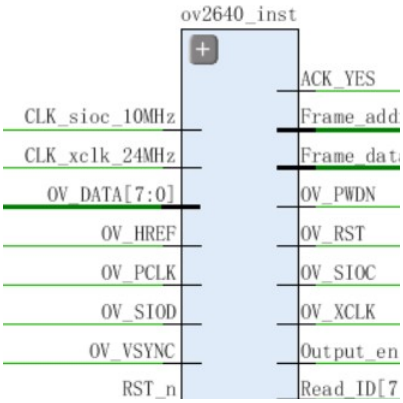 ov2640_inst
ACK_YES
CLK_sioc_10MHz
Frame_add
CLK_xclk_24MHz
Frame_data
OV_DATA[7:0]
OV_PWDN
OV_HREF
OV_RST
OV_PCLK
OV_SIOC
OV_SIOD
OV_XCLK
OV_VSYNC
Output_en
RST_n
Read_ID[7